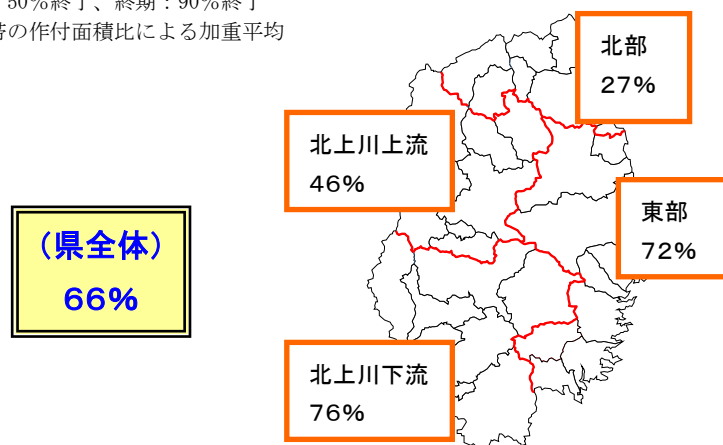 50%終了、終期：90%終了
帯の作付面積比による加重平均
北部
27%
北上川上流
46%
東部
72%
（県全体）
66%
北上川下流
76%